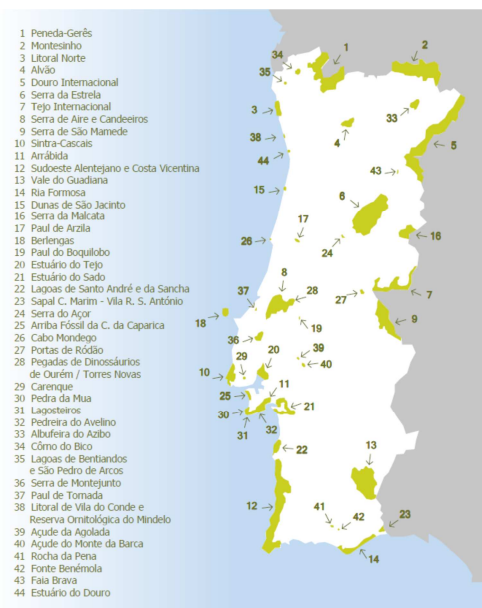 1 Peneda-Gerês
2 Montesinho
3 Litoral Norte
4 Alvão
5 Douro Internacional
6 Serra da Estrela
7 Tejo Internacional
8 Serra de Aire e Candeeiros
9 Serra de São Mamede
10 Sintra-Cascais
11 Arrábida
12 Sudoeste Alentejano e Costa Vicentina
13 Vale do Guadiana
14 Ria Formosa
15 Dunas de São Jacinto
16 Serra da Malcata
17 Paul de Arzila
18 Berlengas
19 Paul do Boquilobo
20 Estuário do Tejo
21 Estuário do Sado
22 Lagoas de Santo André e da Sancha
23 Sapal C. Marim - Vila R. S. António
24 Serra do Açor
25 Arriba Fóssil da C. da Caparica
26 Cabo Mondego
27 Portas de Ródão
28 Pegadas de Dinossáurios
de Ourém / Torres Novas
29 Carenque
30 Pedra da Mua
31 Lagosteiros
32 Pedreira do Avelino
33 Albufeira do Azibo
34 Côrno do Bico
35 Lagoas de Bentiandos
e São Pedro de Arcos
36 Serra de Montejunto
37 Paul de Tornada
38 Litoral de Vila do Conde e
Reserva Ornitológica do Mindelo
39 Açude da Agolada
40 Açude do Monte da Barca
41 Rocha da Pena
42 Fonte Benémola
43 Faia Brava
44 Estuário do Douro
34
1
2
35
3
33
38
4
5
44
43
15
6
26
17
24
16
8
37
28
27
7
18
19
9
36
39
29
20
40
10
11
25
21
30
31
32
22
13
12
41
42
23
14